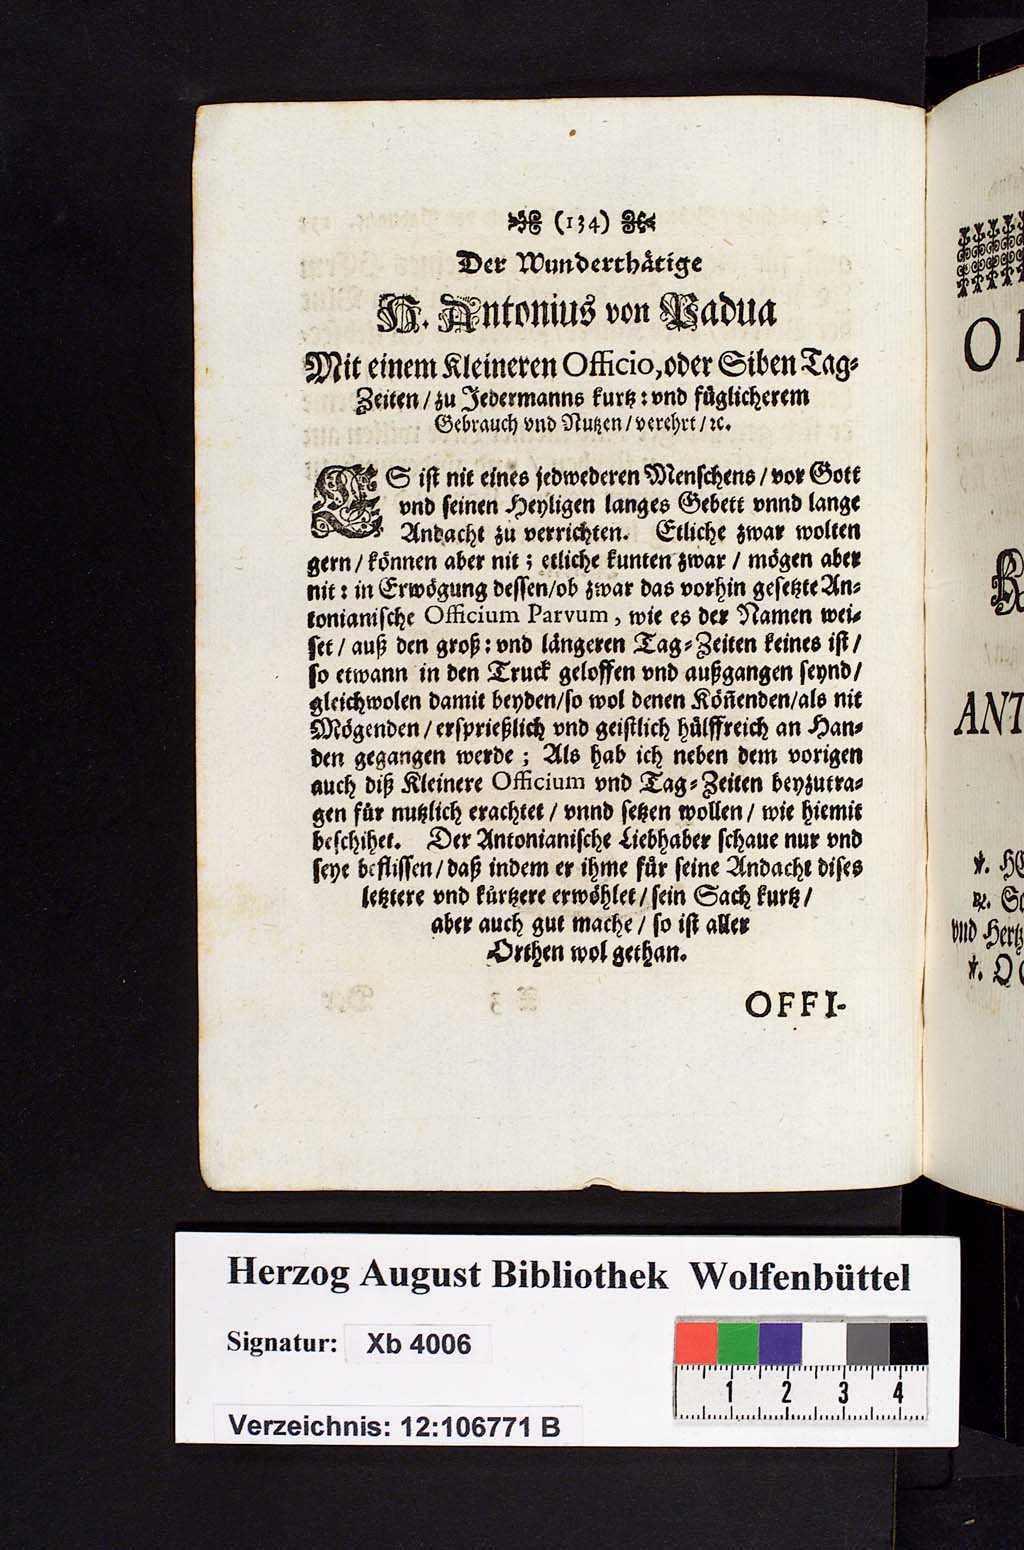 (134)
Der Wunderthätige
H. Antonius von Padua
Mit einem Kleineren Officio, oder Siben Tag-
Zeiten / zu Jedermanns kurtz: vnd füglicherem
Gebrauch vnd Nutzen / verehrt / ꝛc.
ES ist nit eines jedwederen Menschens / vor Gott
vnd seinen Heyligen langes Gebett vnnd lange
Andacht zu verrichten. Etliche zwar wolten
gern / können aber nit; etliche kunten zwar / mögen aber
nit: in Erwögung dessen/ob zwar das vorhin gesetzte An-
tonianische Officium Parvum, wie es der Namen wei-
set / auß den groß: vnd längeren Tag-Zeiten keines ist /
so etwann in den Truck geloffen vnd außgangen seynd /
gleichwolen damit beyden/so wol denen Köñenden/als nit
Mögenden / ersprießlich vnd geistlich hülffreich an Han-
den gegangen werde; Als hab ich neben dem vorigen
auch diß Kleinere Officium vnd Tag-Zeiten beyzutra-
gen für nutzlich erachtet / vnnd setzen wollen / wie hiemit
beschihet. Der Antonianische Liebhaber schaue nur vnd
seye beflissen / daß indem er ihme für seine Andacht dises
letztere vnd kürtzere erwöhlet / sein Sach kurtz /
aber auch gut mache / so ist aller
Orthen wol gethan.
OFFI-
O
ANT
℣. HE
℟. Se
vnd Hertz
℣. O
Herzog August Bibliothek Wolfenbüttel
Signatur: Xb 4006
1 2 3 4
Verzeichnis: 12:106771 B